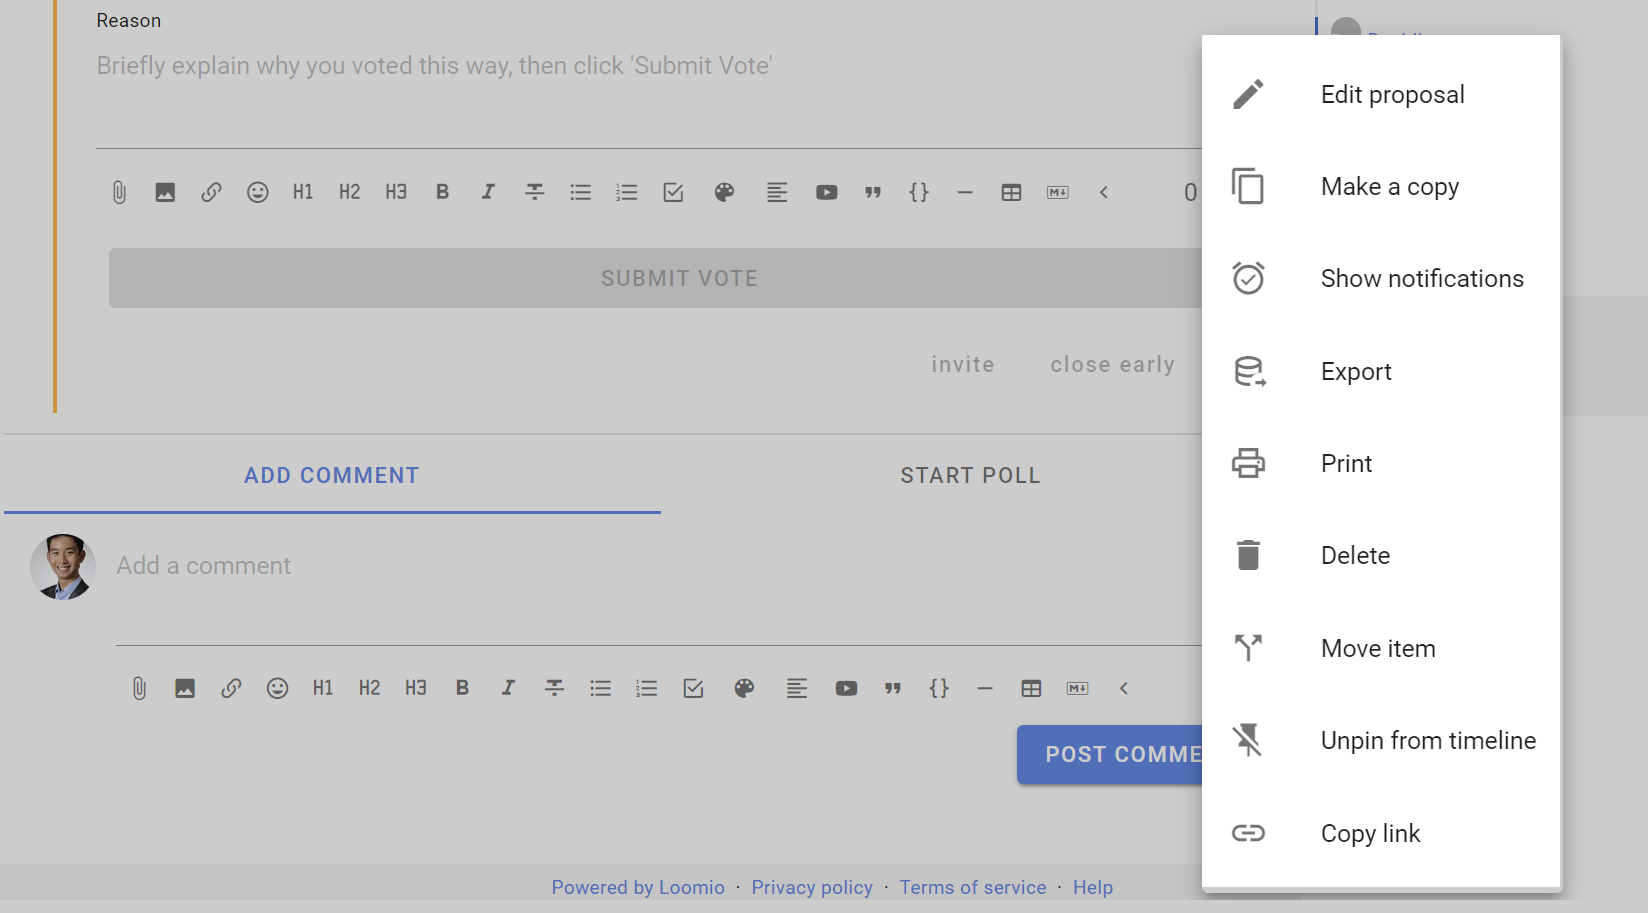 Reason
Briefly explain why you voted this way, then click 'Submit Vote'
H1 H2 H3 B I 0
SUBMIT VOTE
invite close early
ADD COMMENT START POLL
Add a comment
H1 H2 H3 B I
POST COMME
Powered by Loomio · Privacy policy · Terms of service · Help
Edit proposal
Make a copy
Show notifications
Export
Print
Delete
Move item
Unpin from timeline
Copy link